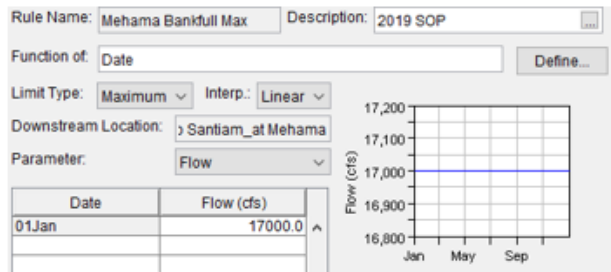 Rule Name: Mehama Bankfull Max Description: 2019 SOP ...
Function of: Date Define...
Limit Type: Maximum Interp.: Linear
Downstream Location: o Santiam_at Mehama
Parameter: Flow
Date Flow (cfs)
01Jan 17000.0
17,200
17,100
17,000
16,900
16,800
Flow (cfs)
Jan May Sep